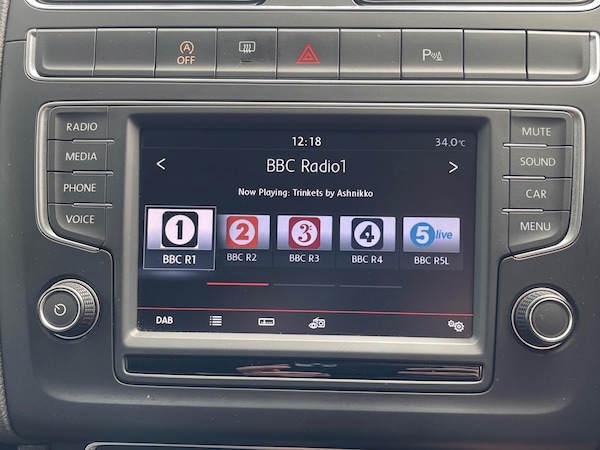 A
OFF
P
RADIO
MEDIA
PHONE
VOICE
MUTE
SOUND
CAR
MENU
12:18
34.0°C
< BBC Radio1 >
Now Playing: Trinkets by Ashnikko
1 2 3 4 5 live
BBC R1 BBC R2 BBC R3 BBC R4 BBC R5L
DAB